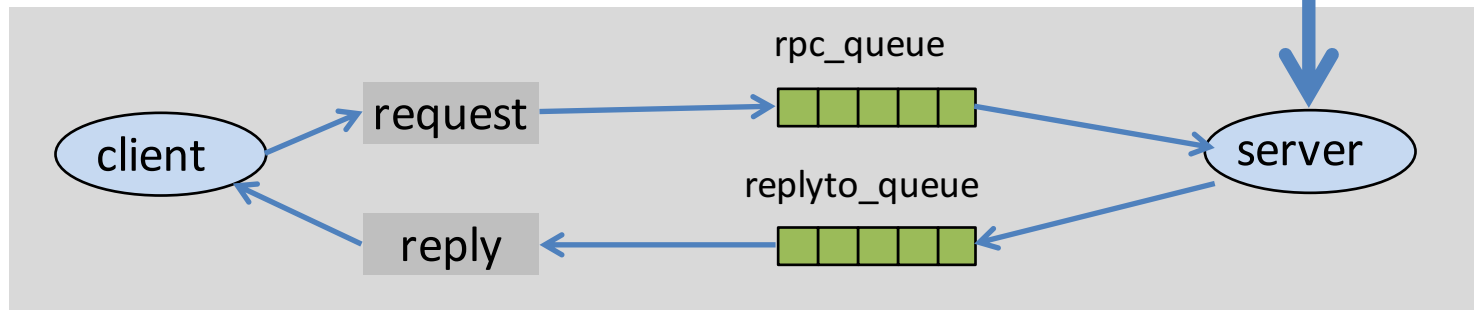 rpc_queue
request
client
server
replyto_queue
reply